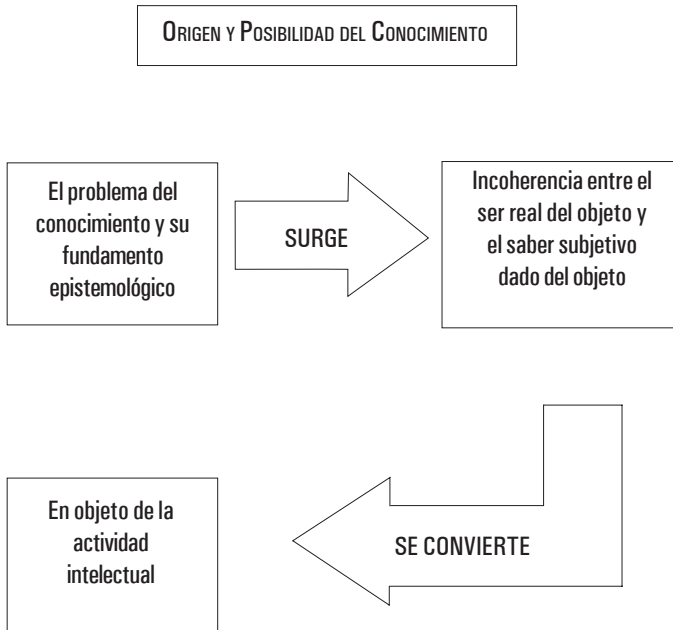 ORIGEN Y POSIBILIDAD DEL CONOCIMIENTO
El problema del
conocimiento y su
fundamento
epistemológico
SURGE
Incoherencia entre el
ser real del objeto y
el saber subjetivo
dado del objeto
En objeto de la
actividad
intelectual
SE CONVIERTE